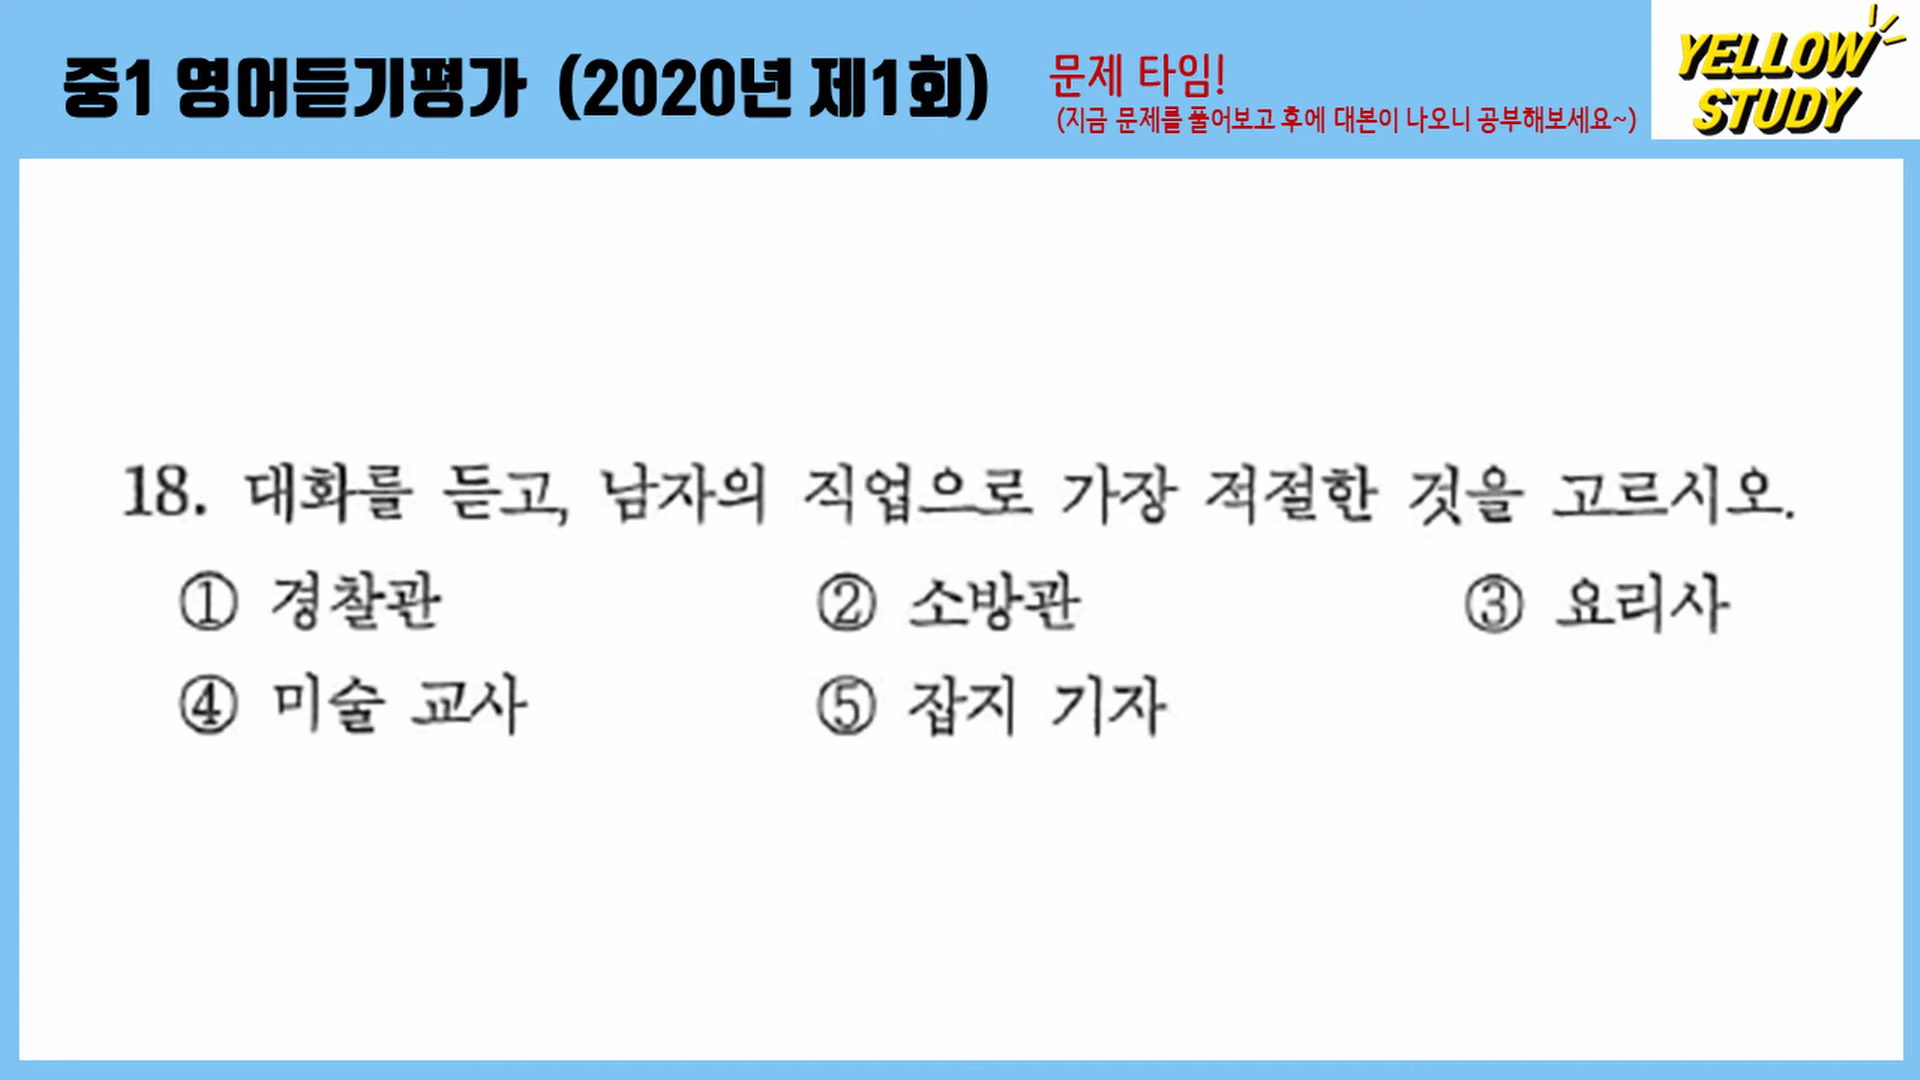 중1 영어듣기평가 (2020년 제1회)
문제 타임!
(지금 문제를 풀어보고 후에 대본이 나오니 공부해보세요~)
YELLOW
STUDY
18. 대화를 듣고, 남자의 직업으로 가장 적절한 것을 고르시오.
① 경찰관 ② 소방관 ③ 요리사
④ 미술 교사 ⑤ 잡지 기자